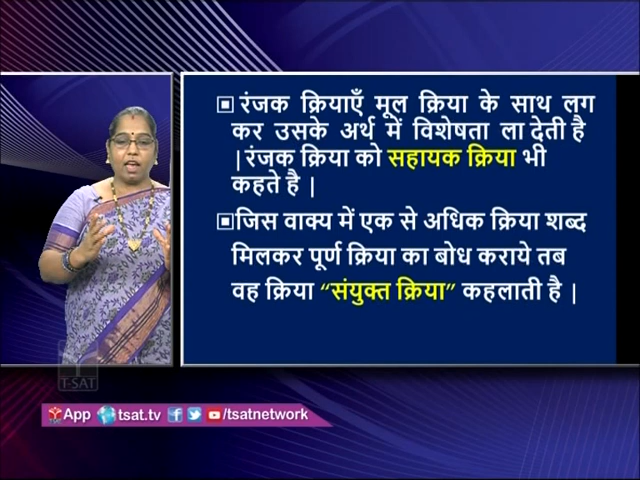 ▣ रंजक क्रियाएँ मूल क्रिया के साथ लग
कर उसके अर्थ में विशेषता ला देती है
|रंजक क्रिया को सहायक क्रिया भी
कहते है |
▣जिस वाक्य में एक से अधिक क्रिया शब्द
मिलकर पूर्ण क्रिया का बोध कराये तब
वह क्रिया “संयुक्त क्रिया” कहलाती है |
T-SAT
App tsat.tv /tsatnetwork